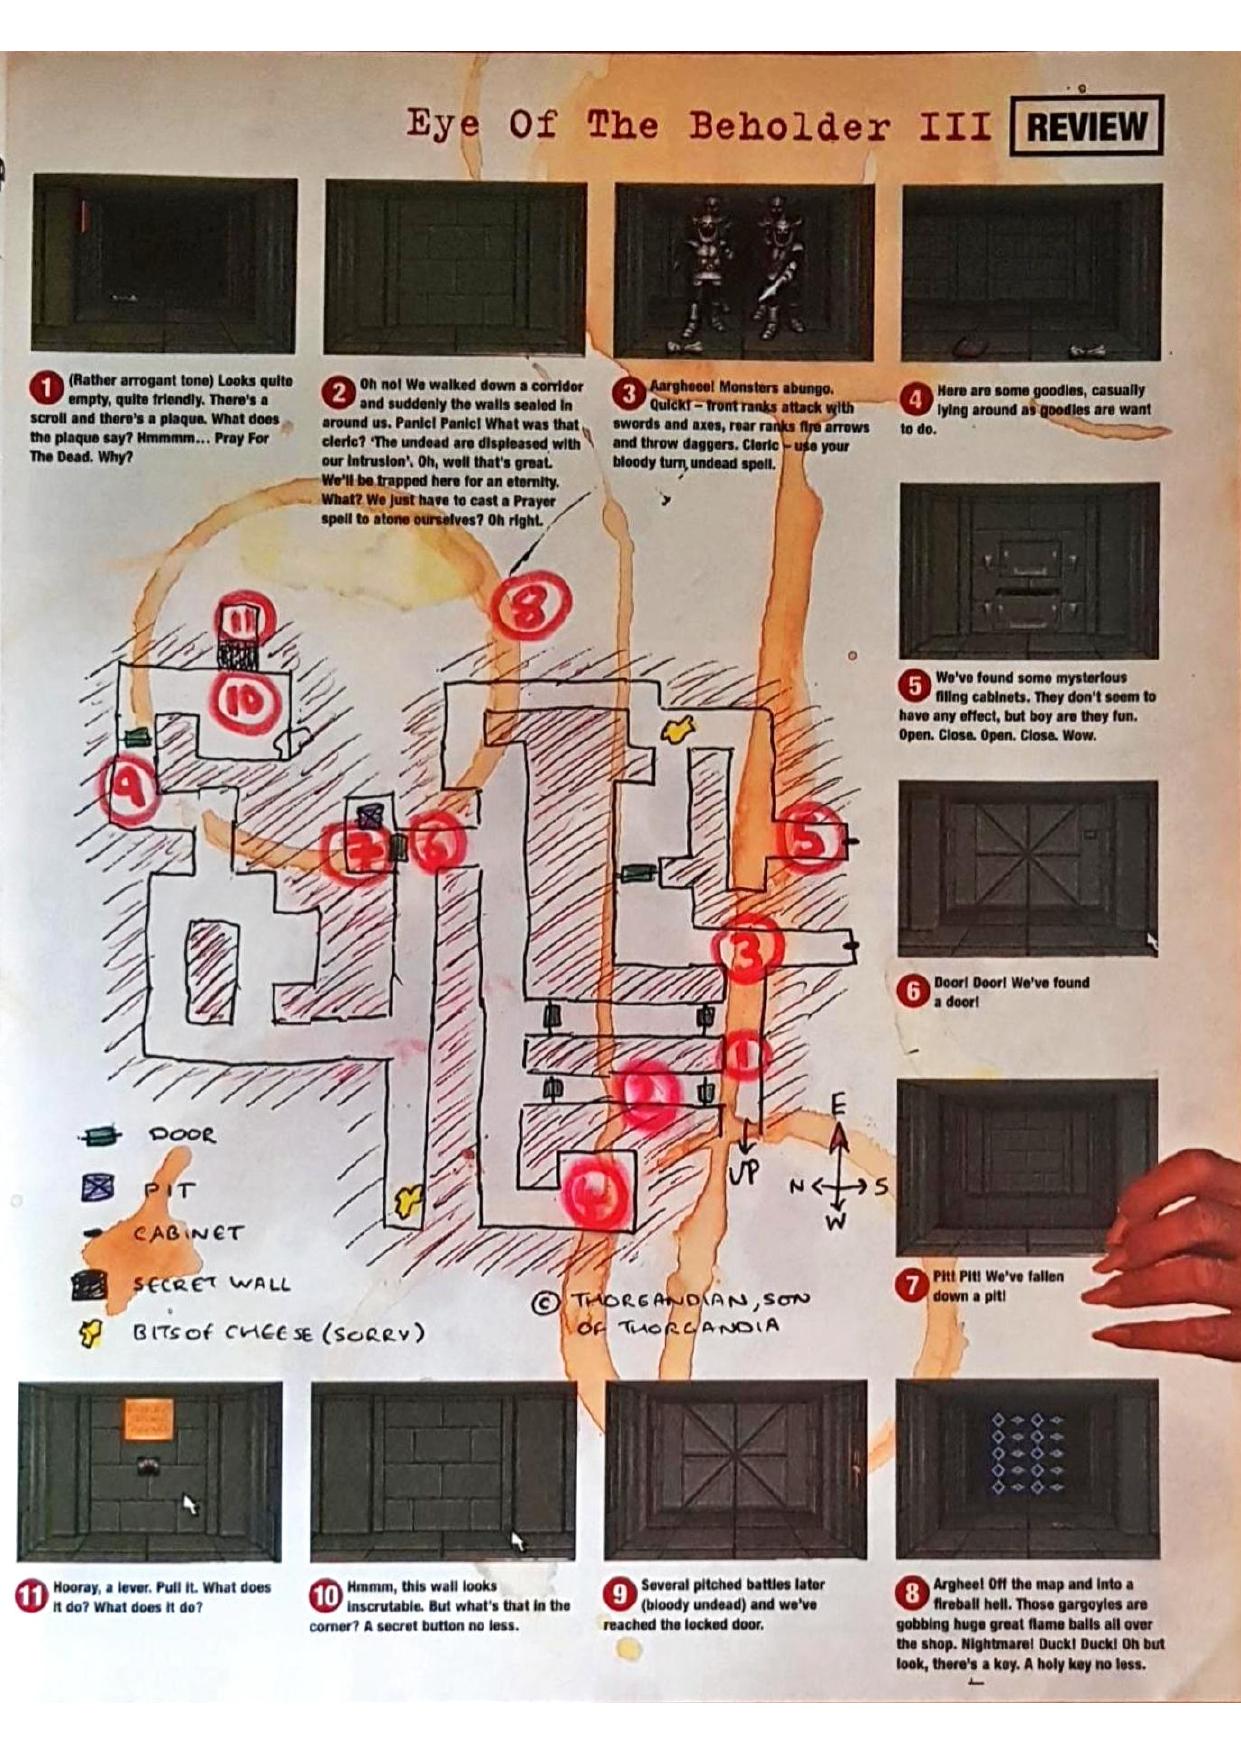 Eye Of The Beholder III REVIEW
1 (Rather arrogant tone) Looks quite
empty, quite friendly. There's a
scroll and there's a plaque. What does
the plaque say? Hmmmm... Pray For
The Dead. Why?
2 Oh no! We walked down a corridor
and suddenly the walls sealed in
around us. Panic! Panic! What was that
cleric? 'The undead are displeased with
our intrusion'. Oh, well that's great.
We'll be trapped here for an eternity.
What? We just have to cast a Prayer
spell to atone ourselves? Oh right.
3 Aargheee! Monsters abungo.
Quick! – front ranks attack with
swords and axes, rear ranks fire arrows
and throw daggers. Cleric – use your
bloody turn undead spell.
4 Here are some goodies, casually
lying around as goodies are want
to do.
5 We've found some mysterious
filing cabinets. They don't seem to
have any effect, but boy are they fun.
Open. Close. Open. Close. Wow.
6 Door! Door! We've found
a door!
7 Pit! Pit! We've fallen
down a pit!
8
11
10
9
7
6
5
3
1
2
4
UP
E
N S
W
DOOR
PIT
CABINET
SECRET WALL
BITS OF CHEESE (SORRY)
© THORGANDIAN, SON
OF THORGANDIA
11 Hooray, a lever. Pull it. What does
it do? What does it do?
10 Hmmm, this wall looks
inscrutable. But what's that in the
corner? A secret button no less.
9 Several pitched battles later
(bloody undead) and we've
reached the locked door.
8 Arghee! Off the map and into a
fireball hell. Those gargoyles are
gobbing huge great flame balls all over
the shop. Nightmare! Duck! Duck! Oh but
look, there's a key. A holy key no less.